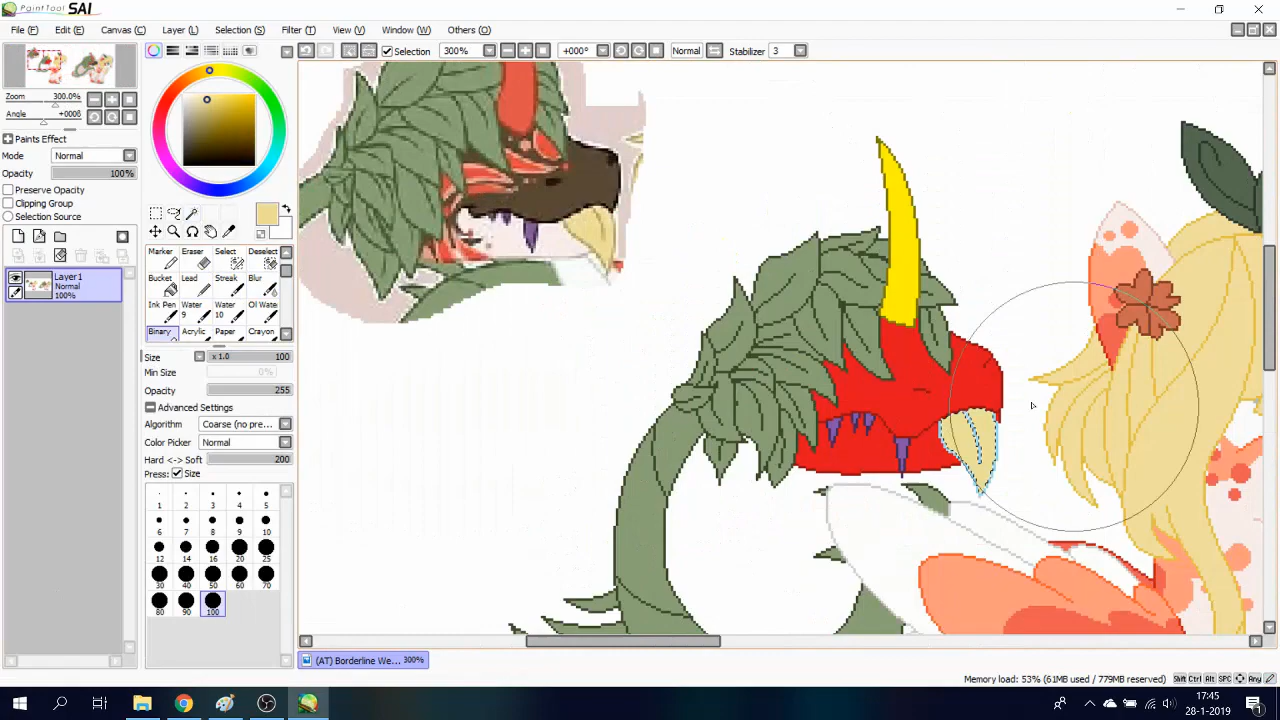 PaintTool SAI
File (F) Edit (E) Canvas (C) Layer (L) Selection (S) Filter (T) View (V) Window (W) Others (O)
Selection 300% +000° Normal Stabilizer 3
Zoom 300.0%
Angle +000ß
Paints Effect
Mode Normal
Opacity 100%
Preserve Opacity
Clipping Group
Selection Source
Layer1
Normal
100%
Marker Eraser Select Deselect
Bucket Lead Streak Blur
Ink Pen Water 9 Water 10 Oil Water
Binary Acrylic Paper Crayon
Size x 1.0 100
Min Size 0%
Opacity 255
Advanced Settings
Algorithm Coarse (no pre...
Color Picker Normal
Hard <-> Soft 200
Press: Size
1 2 3 4 5
6 7 8 9 10
12 14 16 20 25
30 40 50 60 70
80 90 100
(AT) Borderline We... 300%
Memory load: 53% (61MB used / 779MB reserved)
Shift Ctrl Alt SPC Any
17:45
28-1-2019